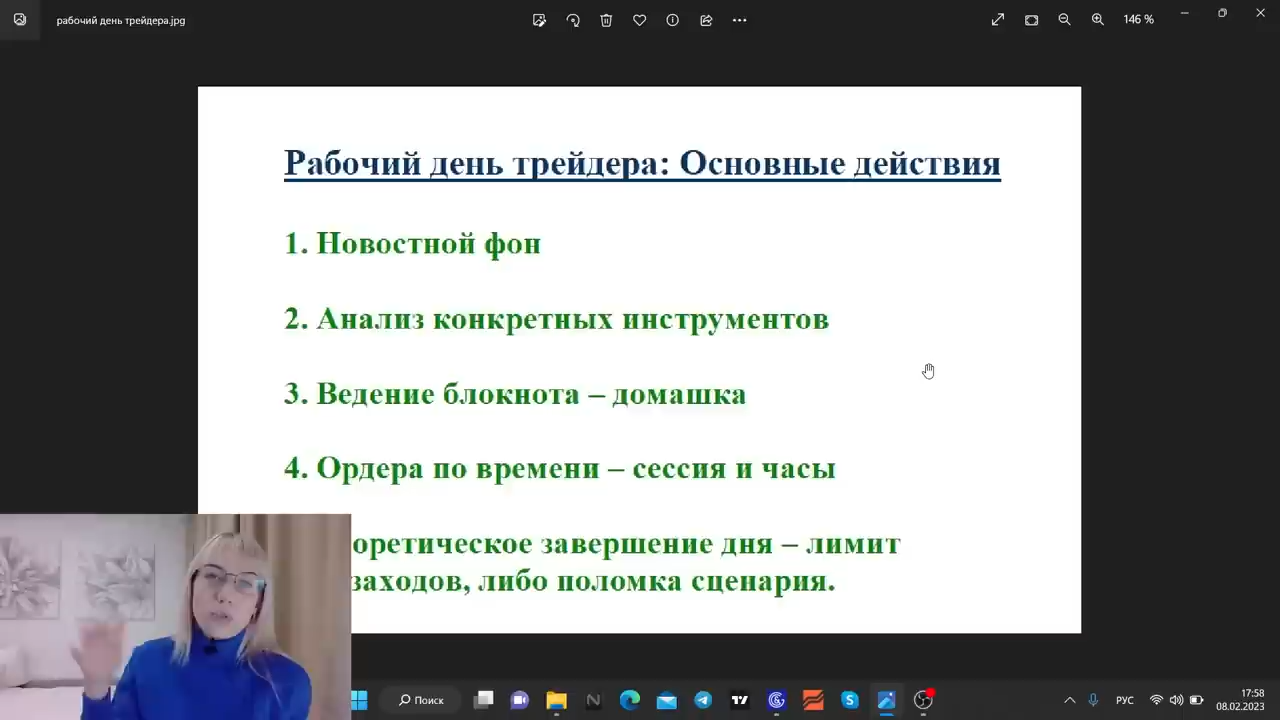 рабочий день трейдера.jpg
146 %
Рабочий день трейдера: Основные действия
1. Новостной фон
2. Анализ конкретных инструментов
3. Ведение блокнота – домашка
4. Ордера по времени – сессия и часы
оретическое завершение дня – лимит
заходов, либо поломка сценария.
Поиск
РУС
17:58
08.02.2023